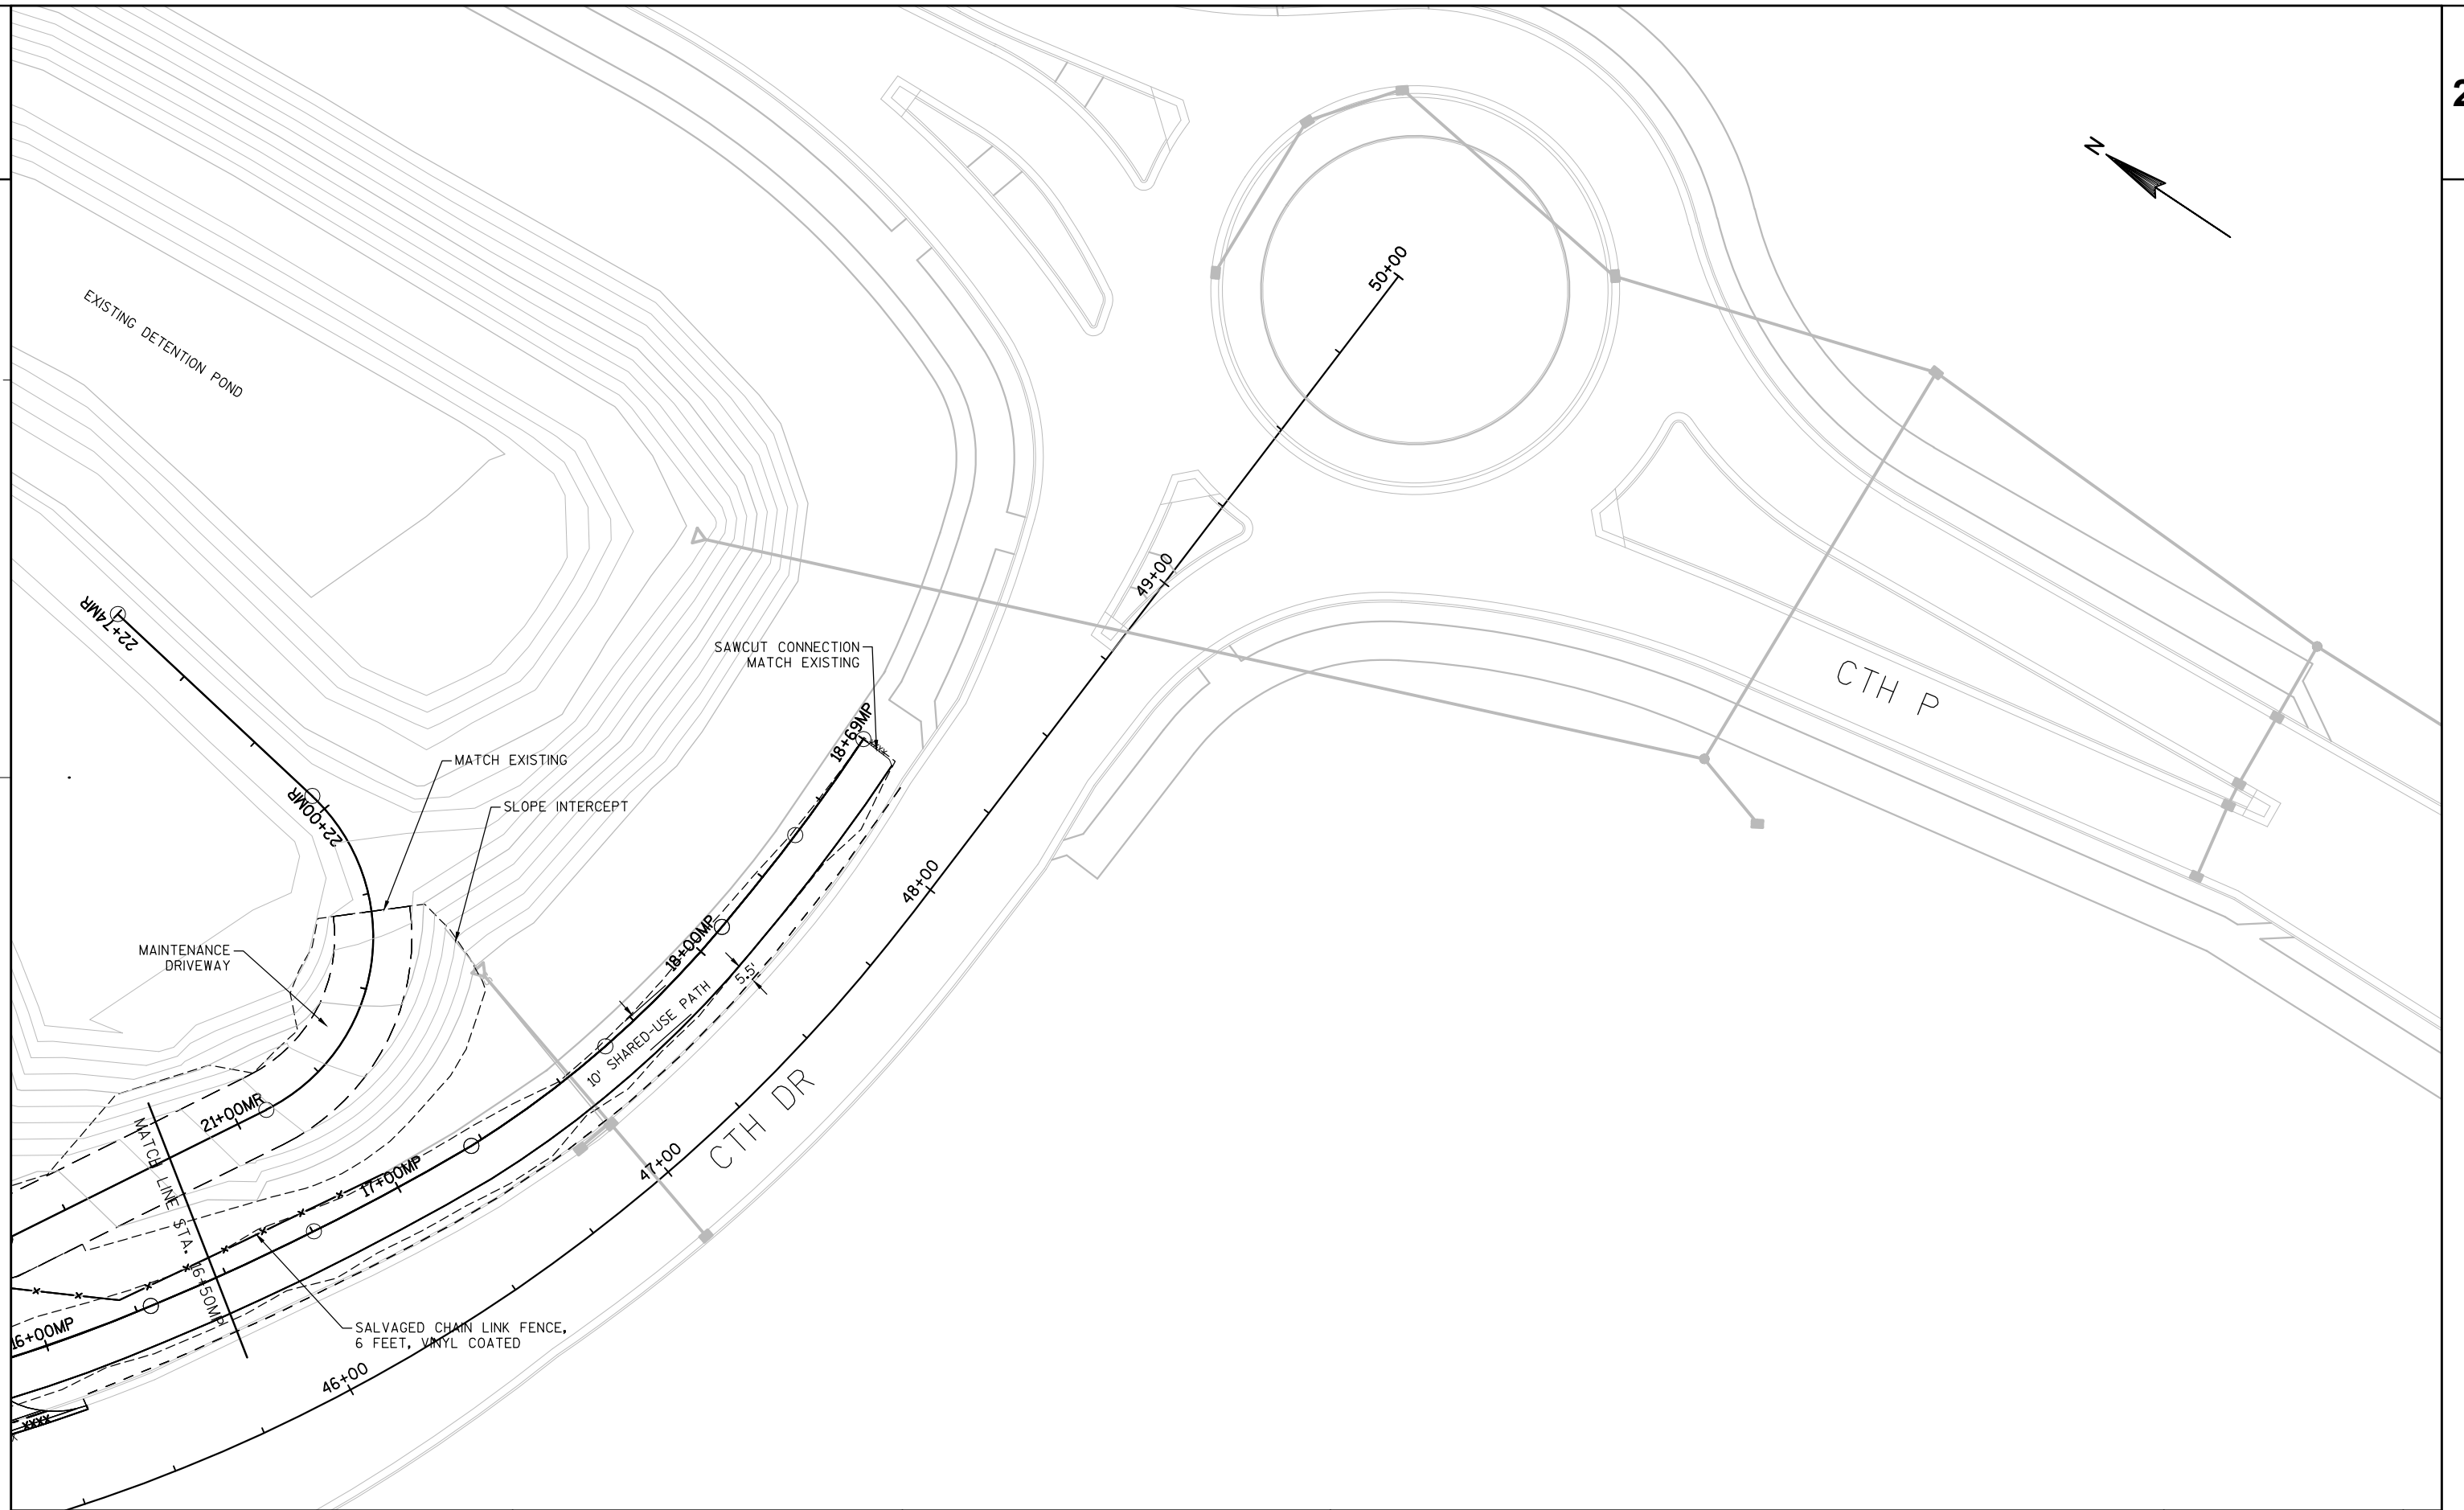 2
N
50+00
EXISTING DETENTION POND
49+00
22+74MR
SAWCUT CONNECTION
MATCH EXISTING
CTH P
18+69MP
MATCH EXISTING
22+00MR
SLOPE INTERCEPT
48+00
18+00MP
MAINTENANCE
DRIVEWAY
5.5'
10' SHARED-USE PATH
21+00MR
CTH DR
MATCH LINE STA. 16+50MP
47+00
17+00MP
16+00MP
SALVAGED CHAIN LINK FENCE,
6 FEET, VINYL COATED
46+00